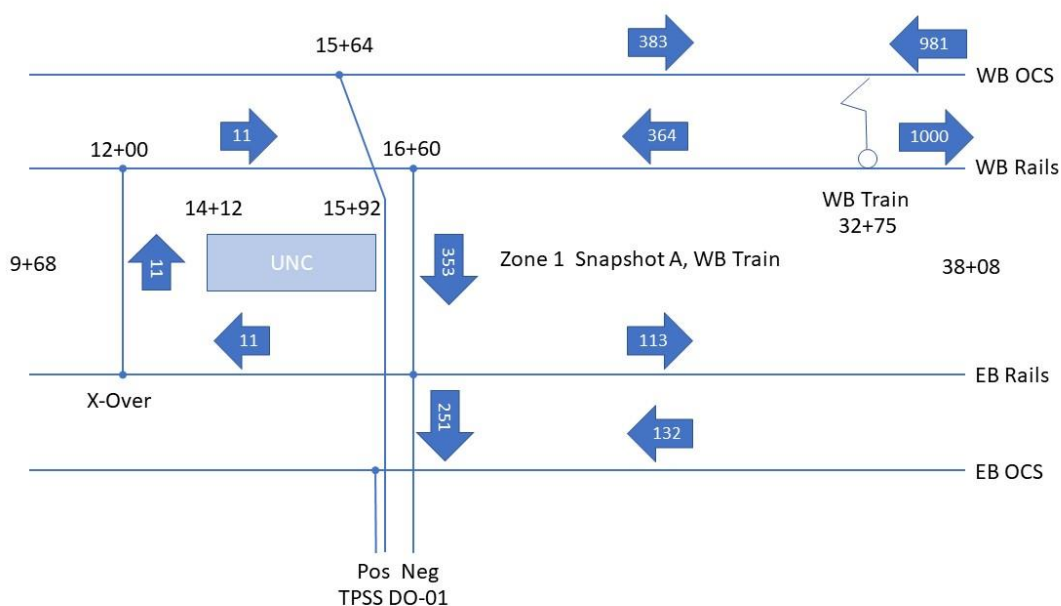 383
981
15+64
WB OCS
11
364
1000
12+00
16+60
WB Rails
14+12
15+92
WB Train
32+75
9+68
11
UNC
353
Zone 1 Snapshot A, WB Train
38+08
11
113
EB Rails
X-Over
251
132
EB OCS
Pos Neg
TPSS DO-01